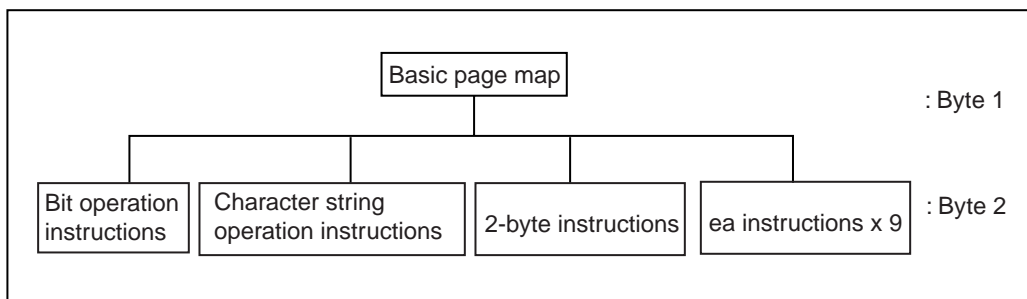 Basic page map
: Byte 1
Bit operation
instructions
Character string
operation instructions
2-byte instructions
ea instructions x 9
: Byte 2